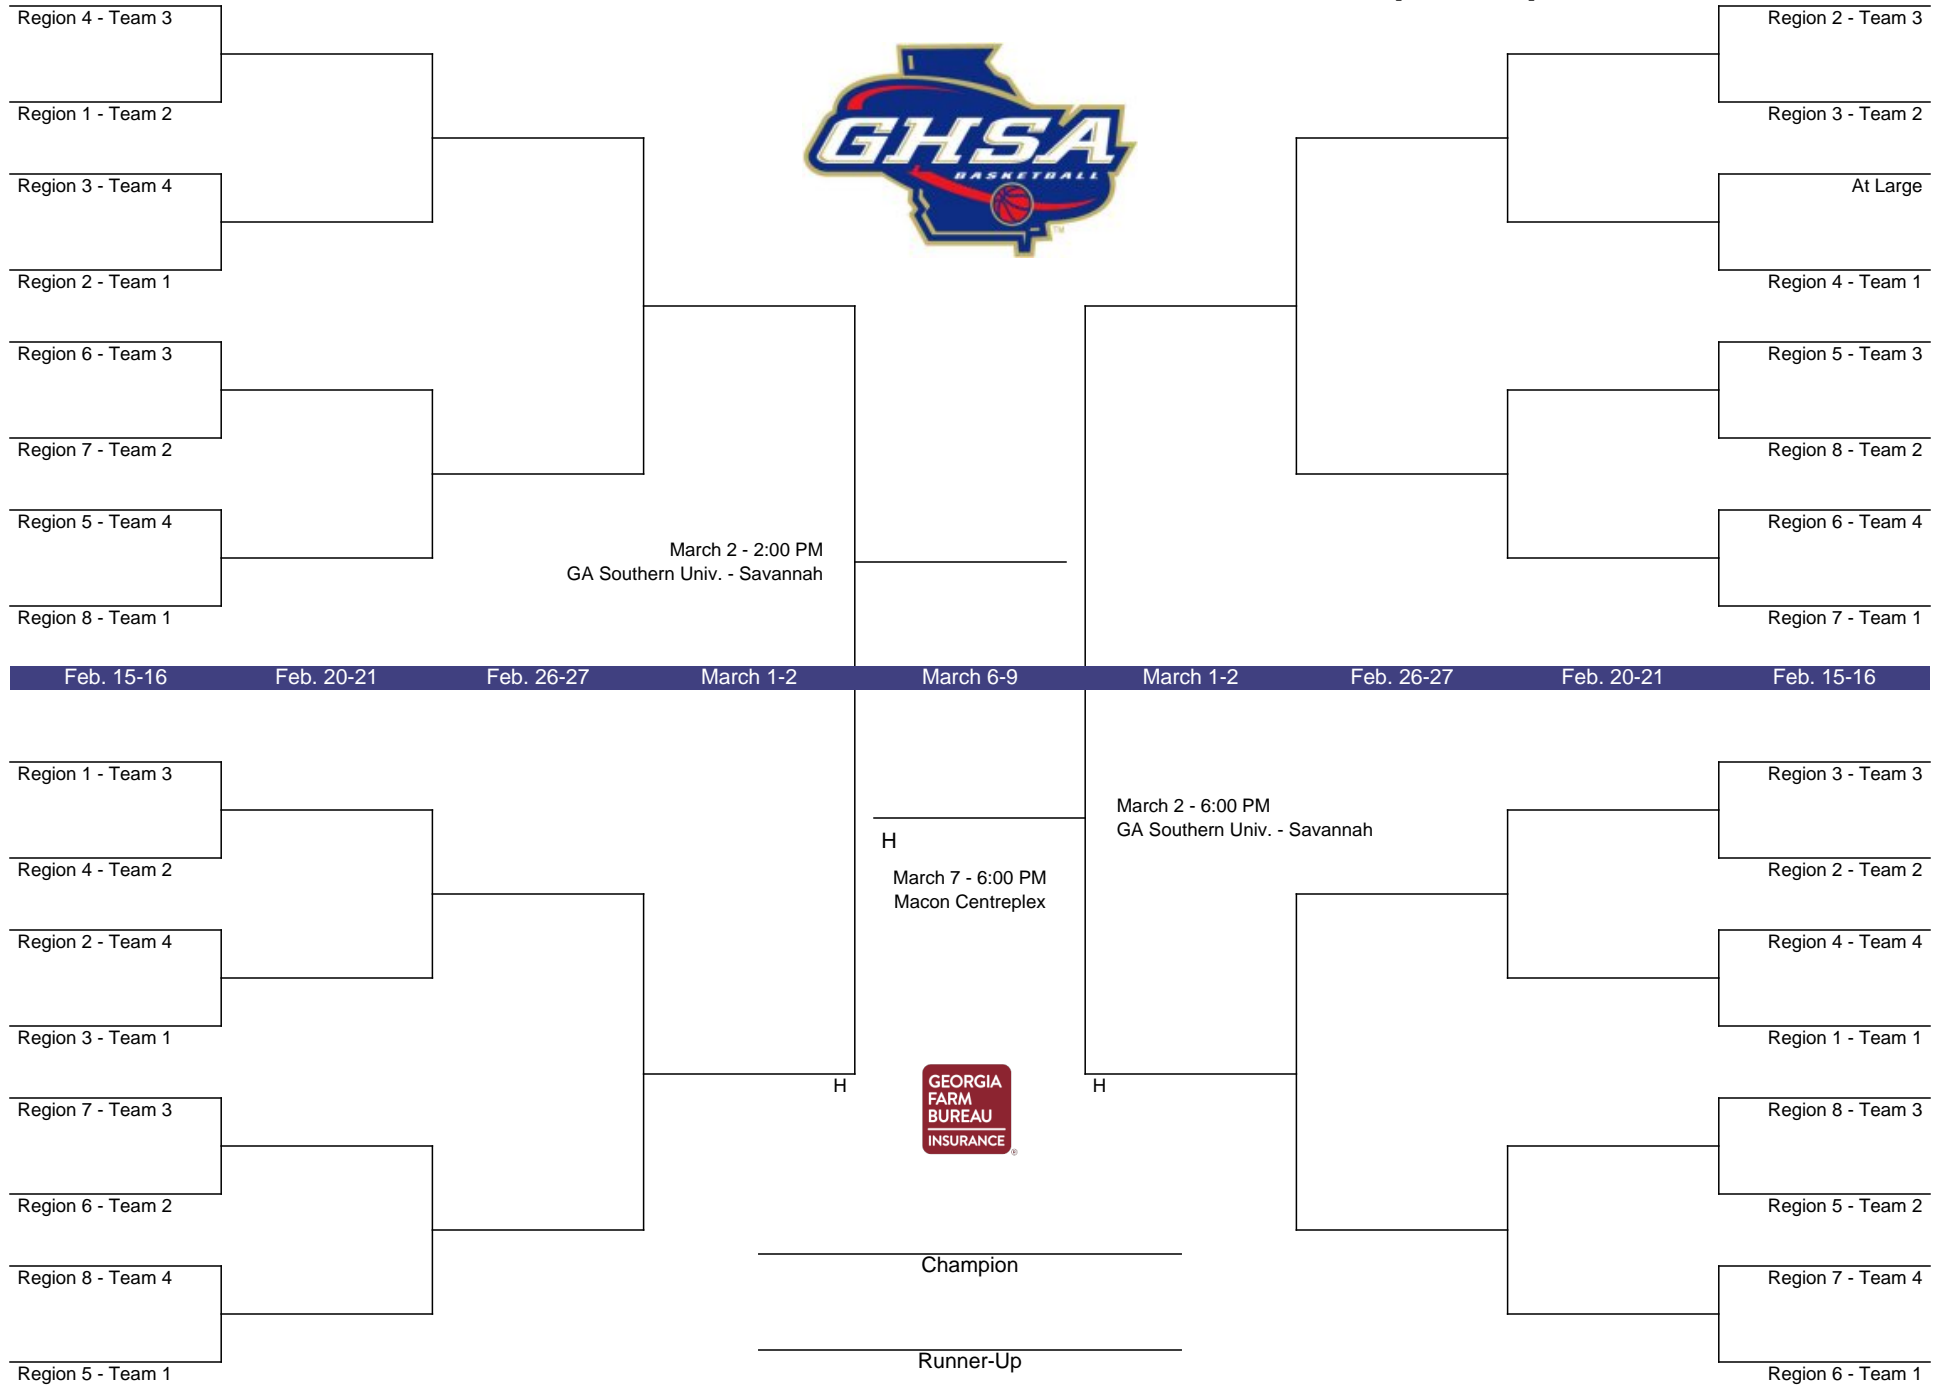 Region 4 - Team 3
Region 1 - Team 2
Region 3 - Team 4
Region 2 - Team 1
Region 6 - Team 3
Region 7 - Team 2
Region 5 - Team 4
Region 8 - Team 1
GHSA
BASKETBALL
TM
March 2 - 2:00 PM
GA Southern Univ. - Savannah
Region 2 - Team 3
Region 3 - Team 2
At Large
Region 4 - Team 1
Region 5 - Team 3
Region 8 - Team 2
Region 6 - Team 4
Region 7 - Team 1
Feb. 15-16 Feb. 20-21 Feb. 26-27 March 1-2 March 6-9 March 1-2 Feb. 26-27 Feb. 20-21 Feb. 15-16
Region 1 - Team 3
Region 4 - Team 2
Region 2 - Team 4
Region 3 - Team 1
Region 7 - Team 3
Region 6 - Team 2
Region 8 - Team 4
Region 5 - Team 1
H
H
March 7 - 6:00 PM
Macon Centreplex
GEORGIA
FARM
BUREAU
INSURANCE
®
Champion
Runner-Up
March 2 - 6:00 PM
GA Southern Univ. - Savannah
H
Region 3 - Team 3
Region 2 - Team 2
Region 4 - Team 4
Region 1 - Team 1
Region 8 - Team 3
Region 5 - Team 2
Region 7 - Team 4
Region 6 - Team 1